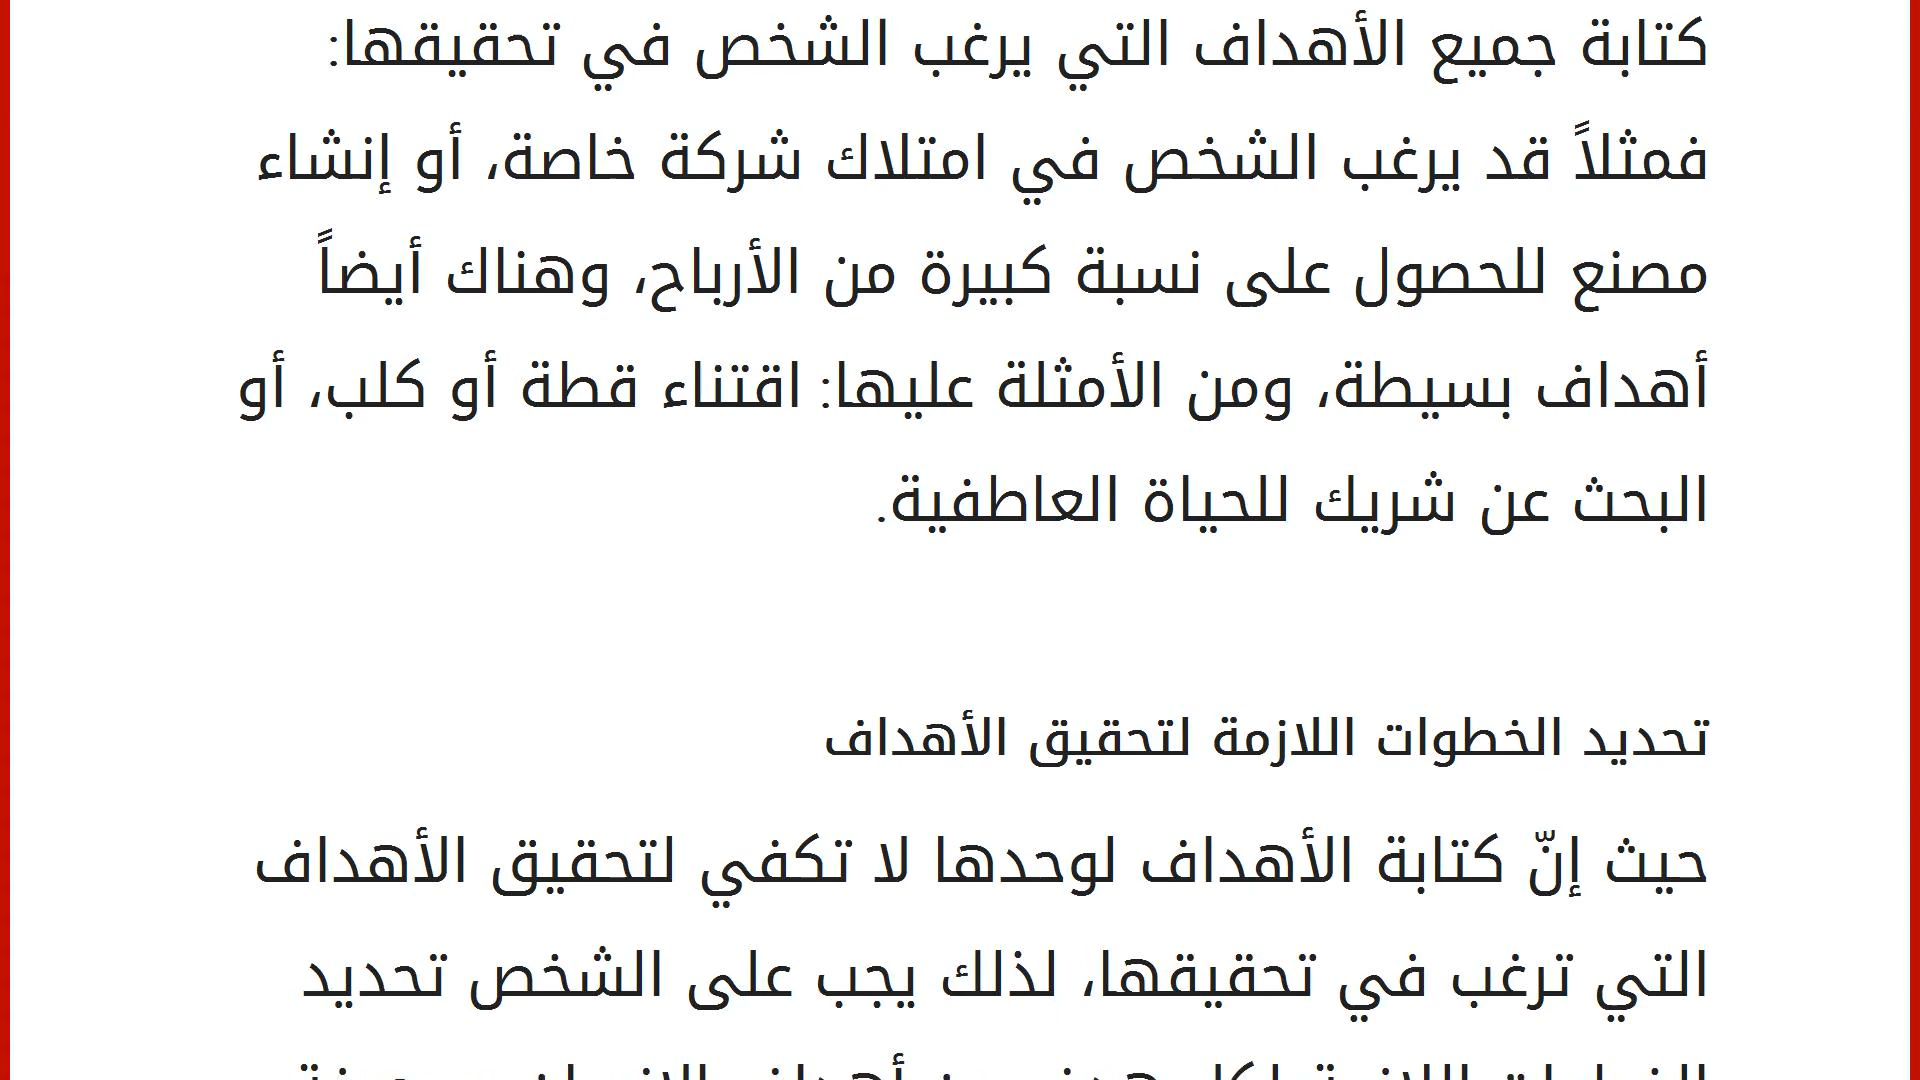 كتابة جميع الأهداف التي يرغب الشخص في تحقيقها:
فمثلاً قد يرغب الشخص في امتلاك شركة خاصة، أو إنشاء
مصنع للحصول على نسبة كبيرة من الأرباح، وهناك أيضاً
أهداف بسيطة، ومن الأمثلة عليها: اقتناء قطة أو كلب، أو
البحث عن شريك للحياة العاطفية.
تحديد الخطوات اللازمة لتحقيق الأهداف
حيث إنّ كتابة الأهداف لوحدها لا تكفي لتحقيق الأهداف
التي ترغب في تحقيقها، لذلك يجب على الشخص تحديد